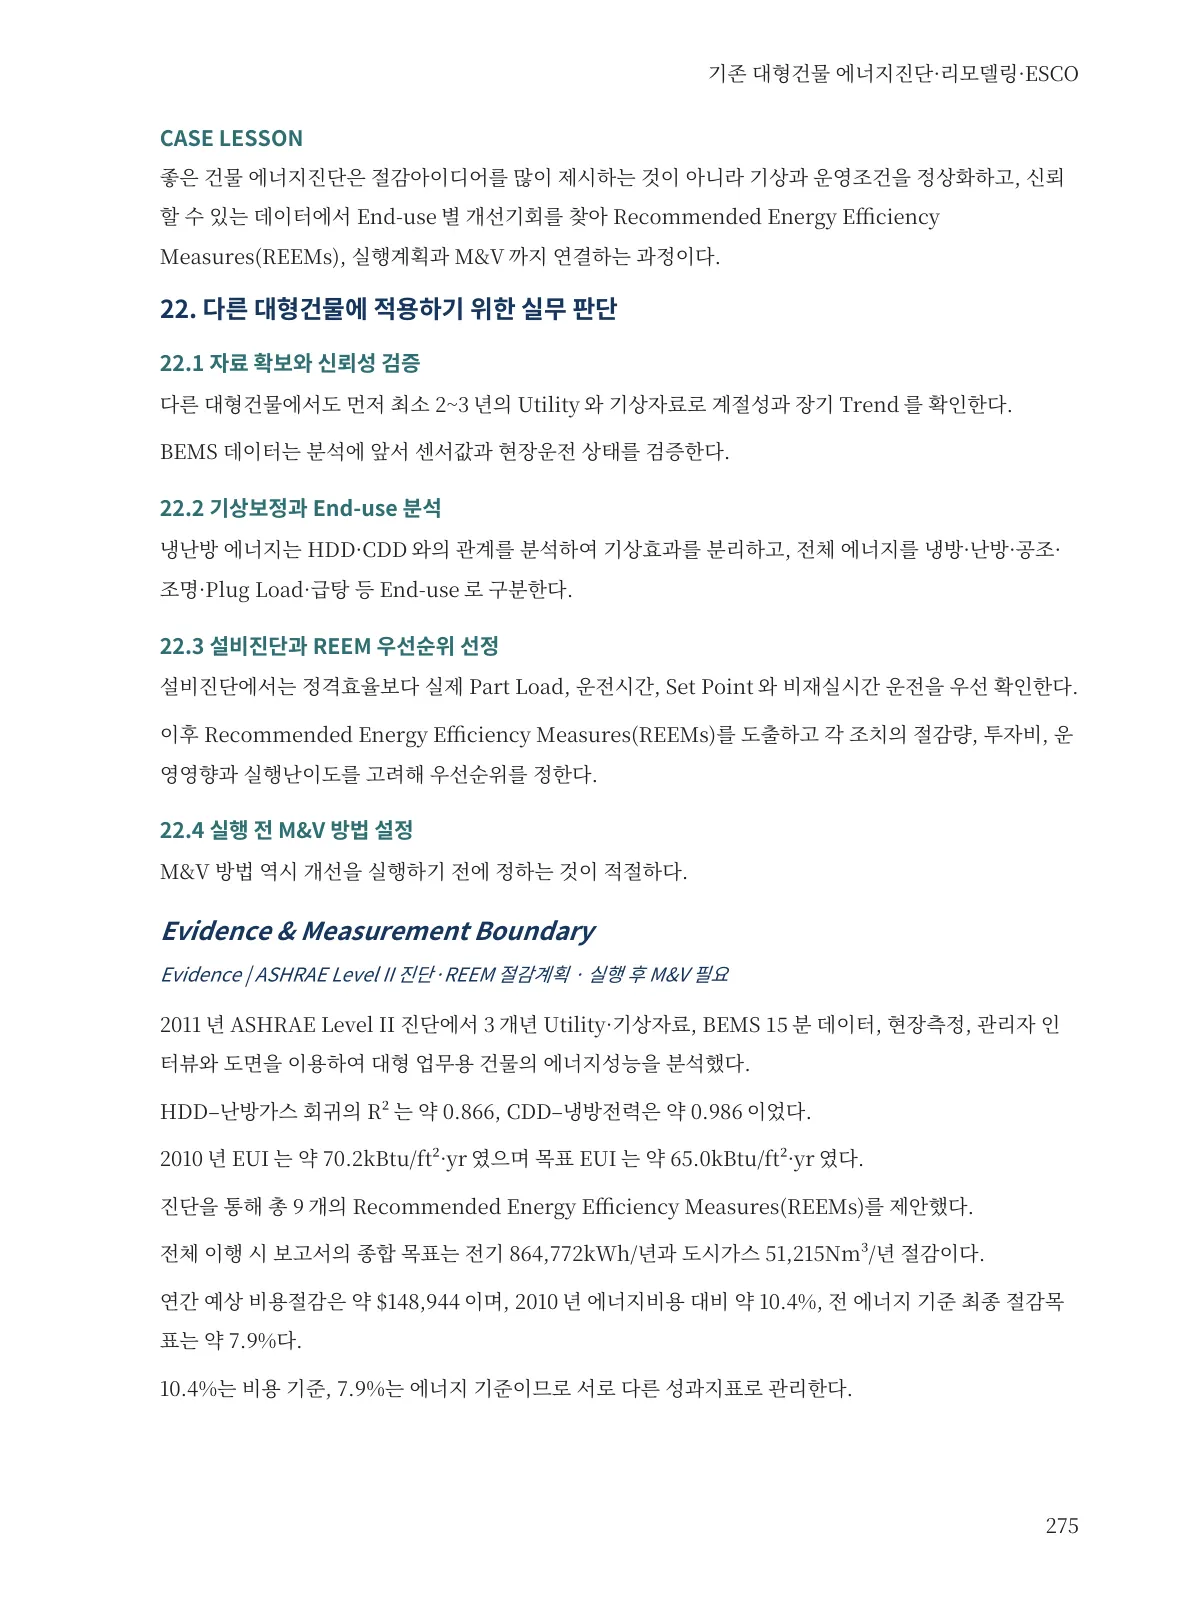 기존 대형건물 에너지진단·리모델링·ESCO
CASE LESSON
좋은 건물 에너지진단은 절감아이디어를 많이 제시하는 것이 아니라 기상과 운영조건을 정상화하고, 신뢰
할 수 있는 데이터에서 End-use 별 개선기회를 찾아 Recommended Energy Efficiency
Measures(REEMs), 실행계획과 M&V 까지 연결하는 과정이다.
22. 다른 대형건물에 적용하기 위한 실무 판단
22.1 자료 확보와 신뢰성 검증
다른 대형건물에서도 먼저 최소 2~3 년의 Utility 와 기상자료로 계절성과 장기 Trend 를 확인한다.
BEMS 데이터는 분석에 앞서 센서값과 현장운전 상태를 검증한다.
22.2 기상보정과 End-use 분석
냉난방 에너지는 HDD·CDD 와의 관계를 분석하여 기상효과를 분리하고, 전체 에너지를 냉방·난방·공조·
조명·Plug Load·급탕 등 End-use 로 구분한다.
22.3 설비진단과 REEM 우선순위 선정
설비진단에서는 정격효율보다 실제 Part Load, 운전시간, Set Point 와 비재실시간 운전을 우선 확인한다.
이후 Recommended Energy Efficiency Measures(REEMs)를 도출하고 각 조치의 절감량, 투자비, 운
영영향과 실행난이도를 고려해 우선순위를 정한다.
22.4 실행 전 M&V 방법 설정
M&V 방법 역시 개선을 실행하기 전에 정하는 것이 적절하다.
Evidence & Measurement Boundary
Evidence | ASHRAE Level II 진단·REEM 절감계획 · 실행 후 M&V 필요
2011 년 ASHRAE Level II 진단에서 3 개년 Utility·기상자료, BEMS 15 분 데이터, 현장측정, 관리자 인
터뷰와 도면을 이용하여 대형 업무용 건물의 에너지성능을 분석했다.
HDD–난방가스 회귀의 R² 는 약 0.866, CDD–냉방전력은 약 0.986 이었다.
2010 년 EUI 는 약 70.2kBtu/ft²·yr 였으며 목표 EUI 는 약 65.0kBtu/ft²·yr 였다.
진단을 통해 총 9 개의 Recommended Energy Efficiency Measures(REEMs)를 제안했다.
전체 이행 시 보고서의 종합 목표는 전기 864,772kWh/년과 도시가스 51,215Nm³/년 절감이다.
연간 예상 비용절감은 약 $148,944 이며, 2010 년 에너지비용 대비 약 10.4%, 전 에너지 기준 최종 절감목
표는 약 7.9%다.
10.4%는 비용 기준, 7.9%는 에너지 기준이므로 서로 다른 성과지표로 관리한다.
275